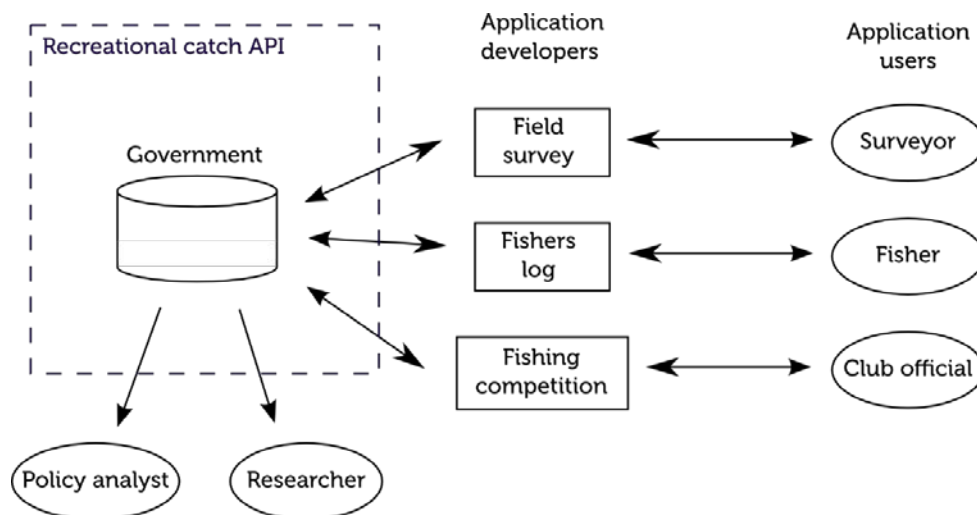 Recreational catch API
Application
developers
Application
users
Government
Field
survey
Surveyor
Fishers
log
Fisher
Fishing
competition
Club official
Policy analyst
Researcher